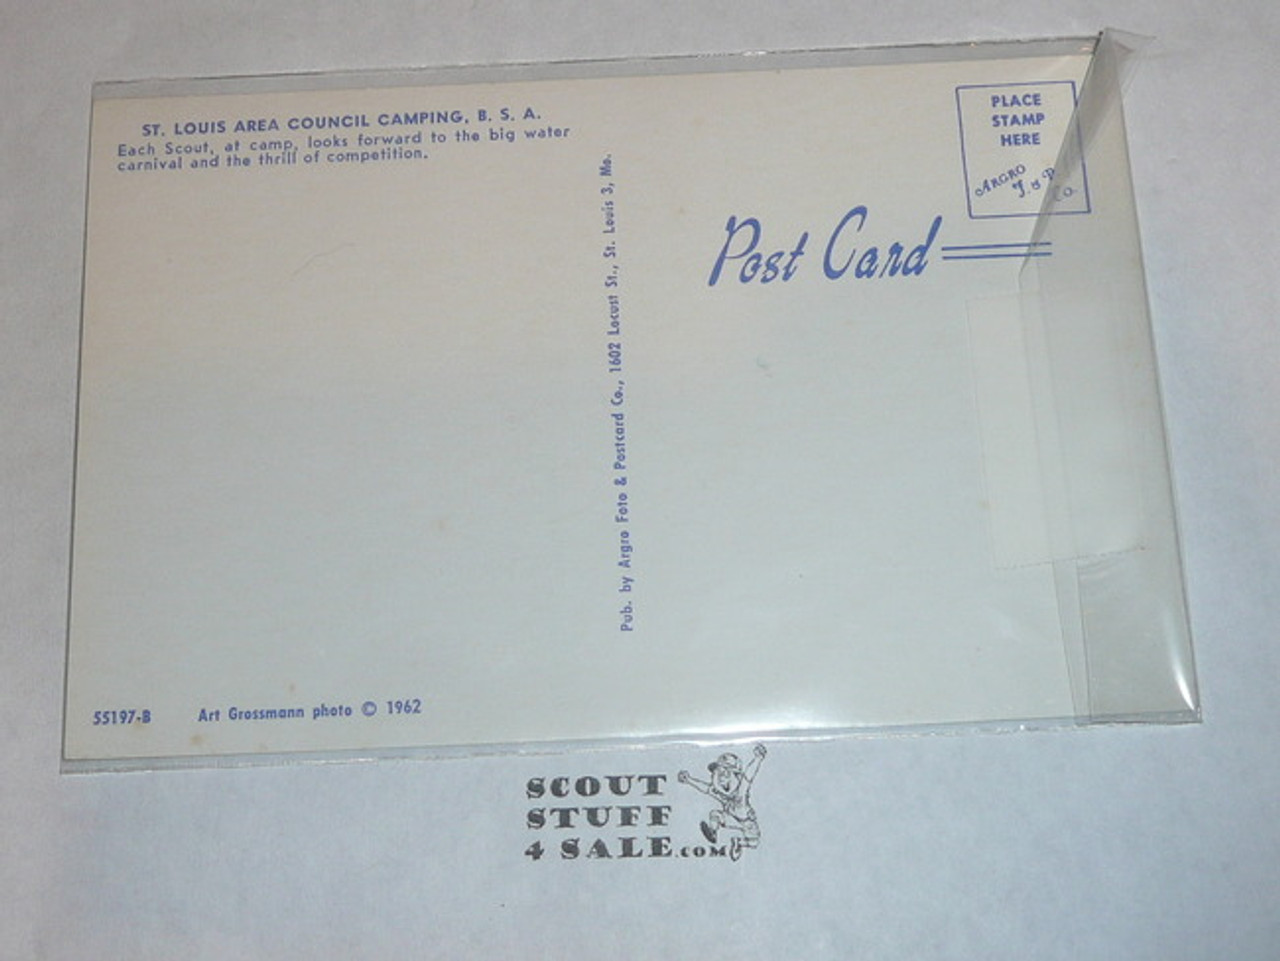 ST. LOUIS AREA COUNCIL CAMPING, B. S. A.
Each Scout, at camp, looks forward to the big water
carnival and the thrill of competition.
PLACE
STAMP
HERE
ARGRO
J. & P.
Co.
Post Card
Pub. by Argro Foto & Postcard Co., 1602 Locust St., St. Louis 3, Mo.
55197-B Art Grossmann photo © 1962
SCOUT
STUFF
4 SALE.COM